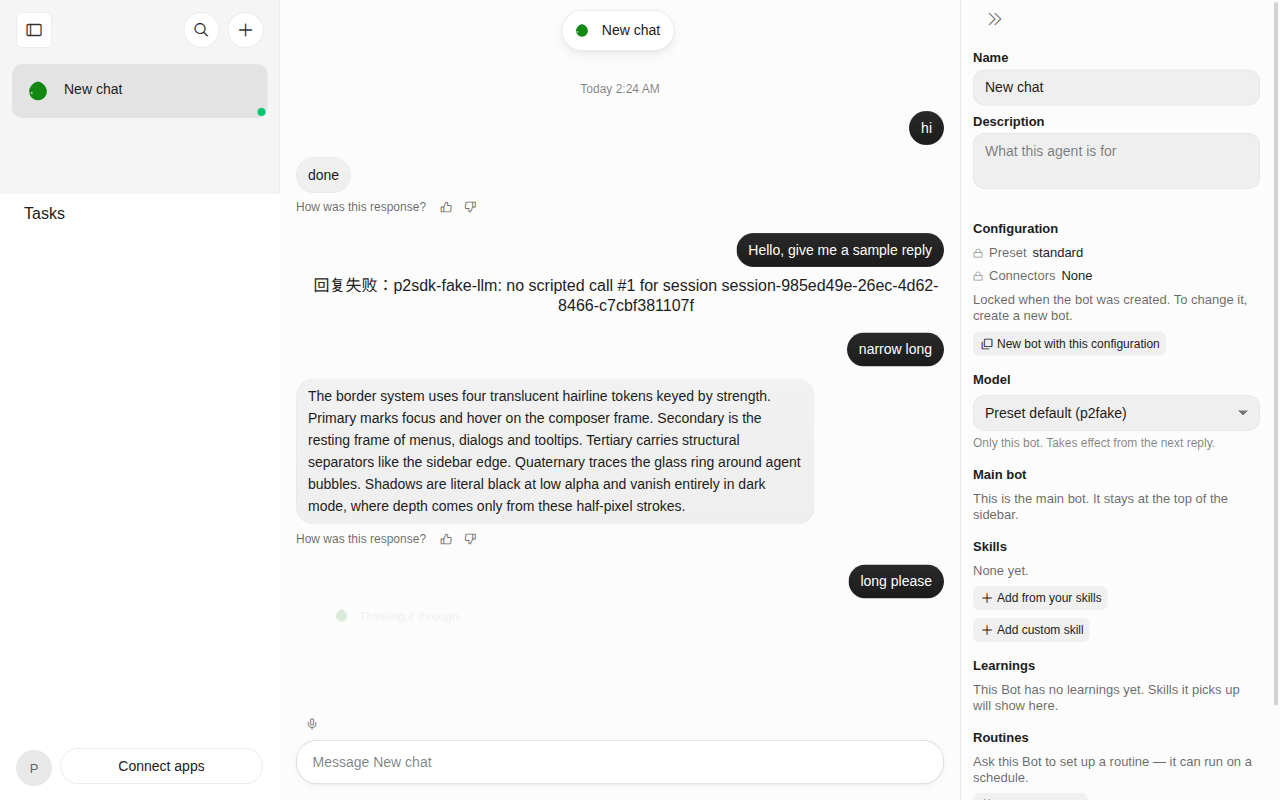 New chat
Tasks
P
Connect apps
New chat
Today 2:24 AM
hi
done
How was this response?
Hello, give me a sample reply
回复失败：p2sdk-fake-llm: no scripted call #1 for session session-985ed49e-26ec-4d62-
8466-c7cbf381107f
narrow long
The border system uses four translucent hairline tokens keyed by strength.
Primary marks focus and hover on the composer frame. Secondary is the
resting frame of menus, dialogs and tooltips. Tertiary carries structural
separators like the sidebar edge. Quaternary traces the glass ring around agent
bubbles. Shadows are literal black at low alpha and vanish entirely in dark
mode, where depth comes only from these half-pixel strokes.
How was this response?
long please
Thinking it through
Message New chat
Name
New chat
Description
What this agent is for
Configuration
Preset standard
Connectors None
Locked when the bot was created. To change it,
create a new bot.
New bot with this configuration
Model
Preset default (p2fake)
Only this bot. Takes effect from the next reply.
Main bot
This is the main bot. It stays at the top of the
sidebar.
Skills
None yet.
Add from your skills
Add custom skill
Learnings
This Bot has no learnings yet. Skills it picks up
will show here.
Routines
Ask this Bot to set up a routine — it can run on a
schedule.